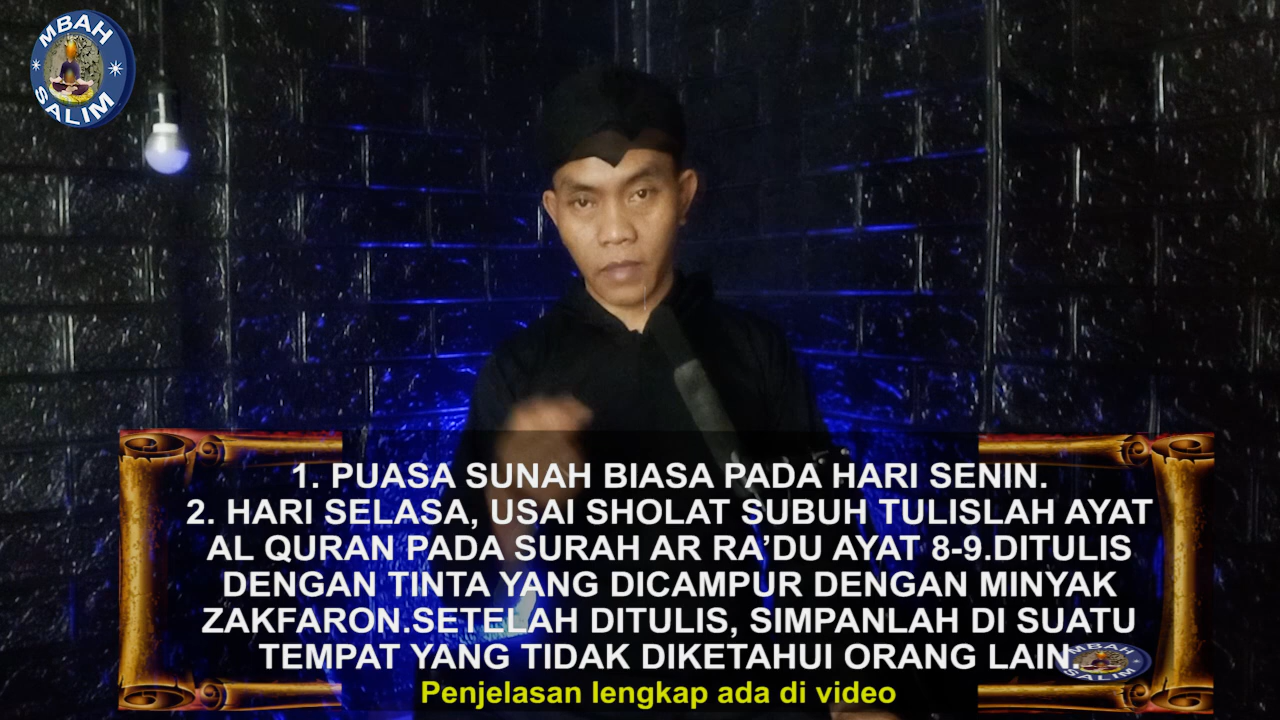 MBAH
SALIM
1. PUASA SUNAH BIASA PADA HARI SENIN.
2. HARI SELASA, USAI SHOLAT SUBUH TULISLAH AYAT
AL QURAN PADA SURAH AR RA’DU AYAT 8-9.DITULIS
DENGAN TINTA YANG DICAMPUR DENGAN MINYAK
ZAKFARON.SETELAH DITULIS, SIMPANLAH DI SUATU
TEMPAT YANG TIDAK DIKETAHUI ORANG LAIN.
MBAH
SALIM
Penjelasan lengkap ada di video